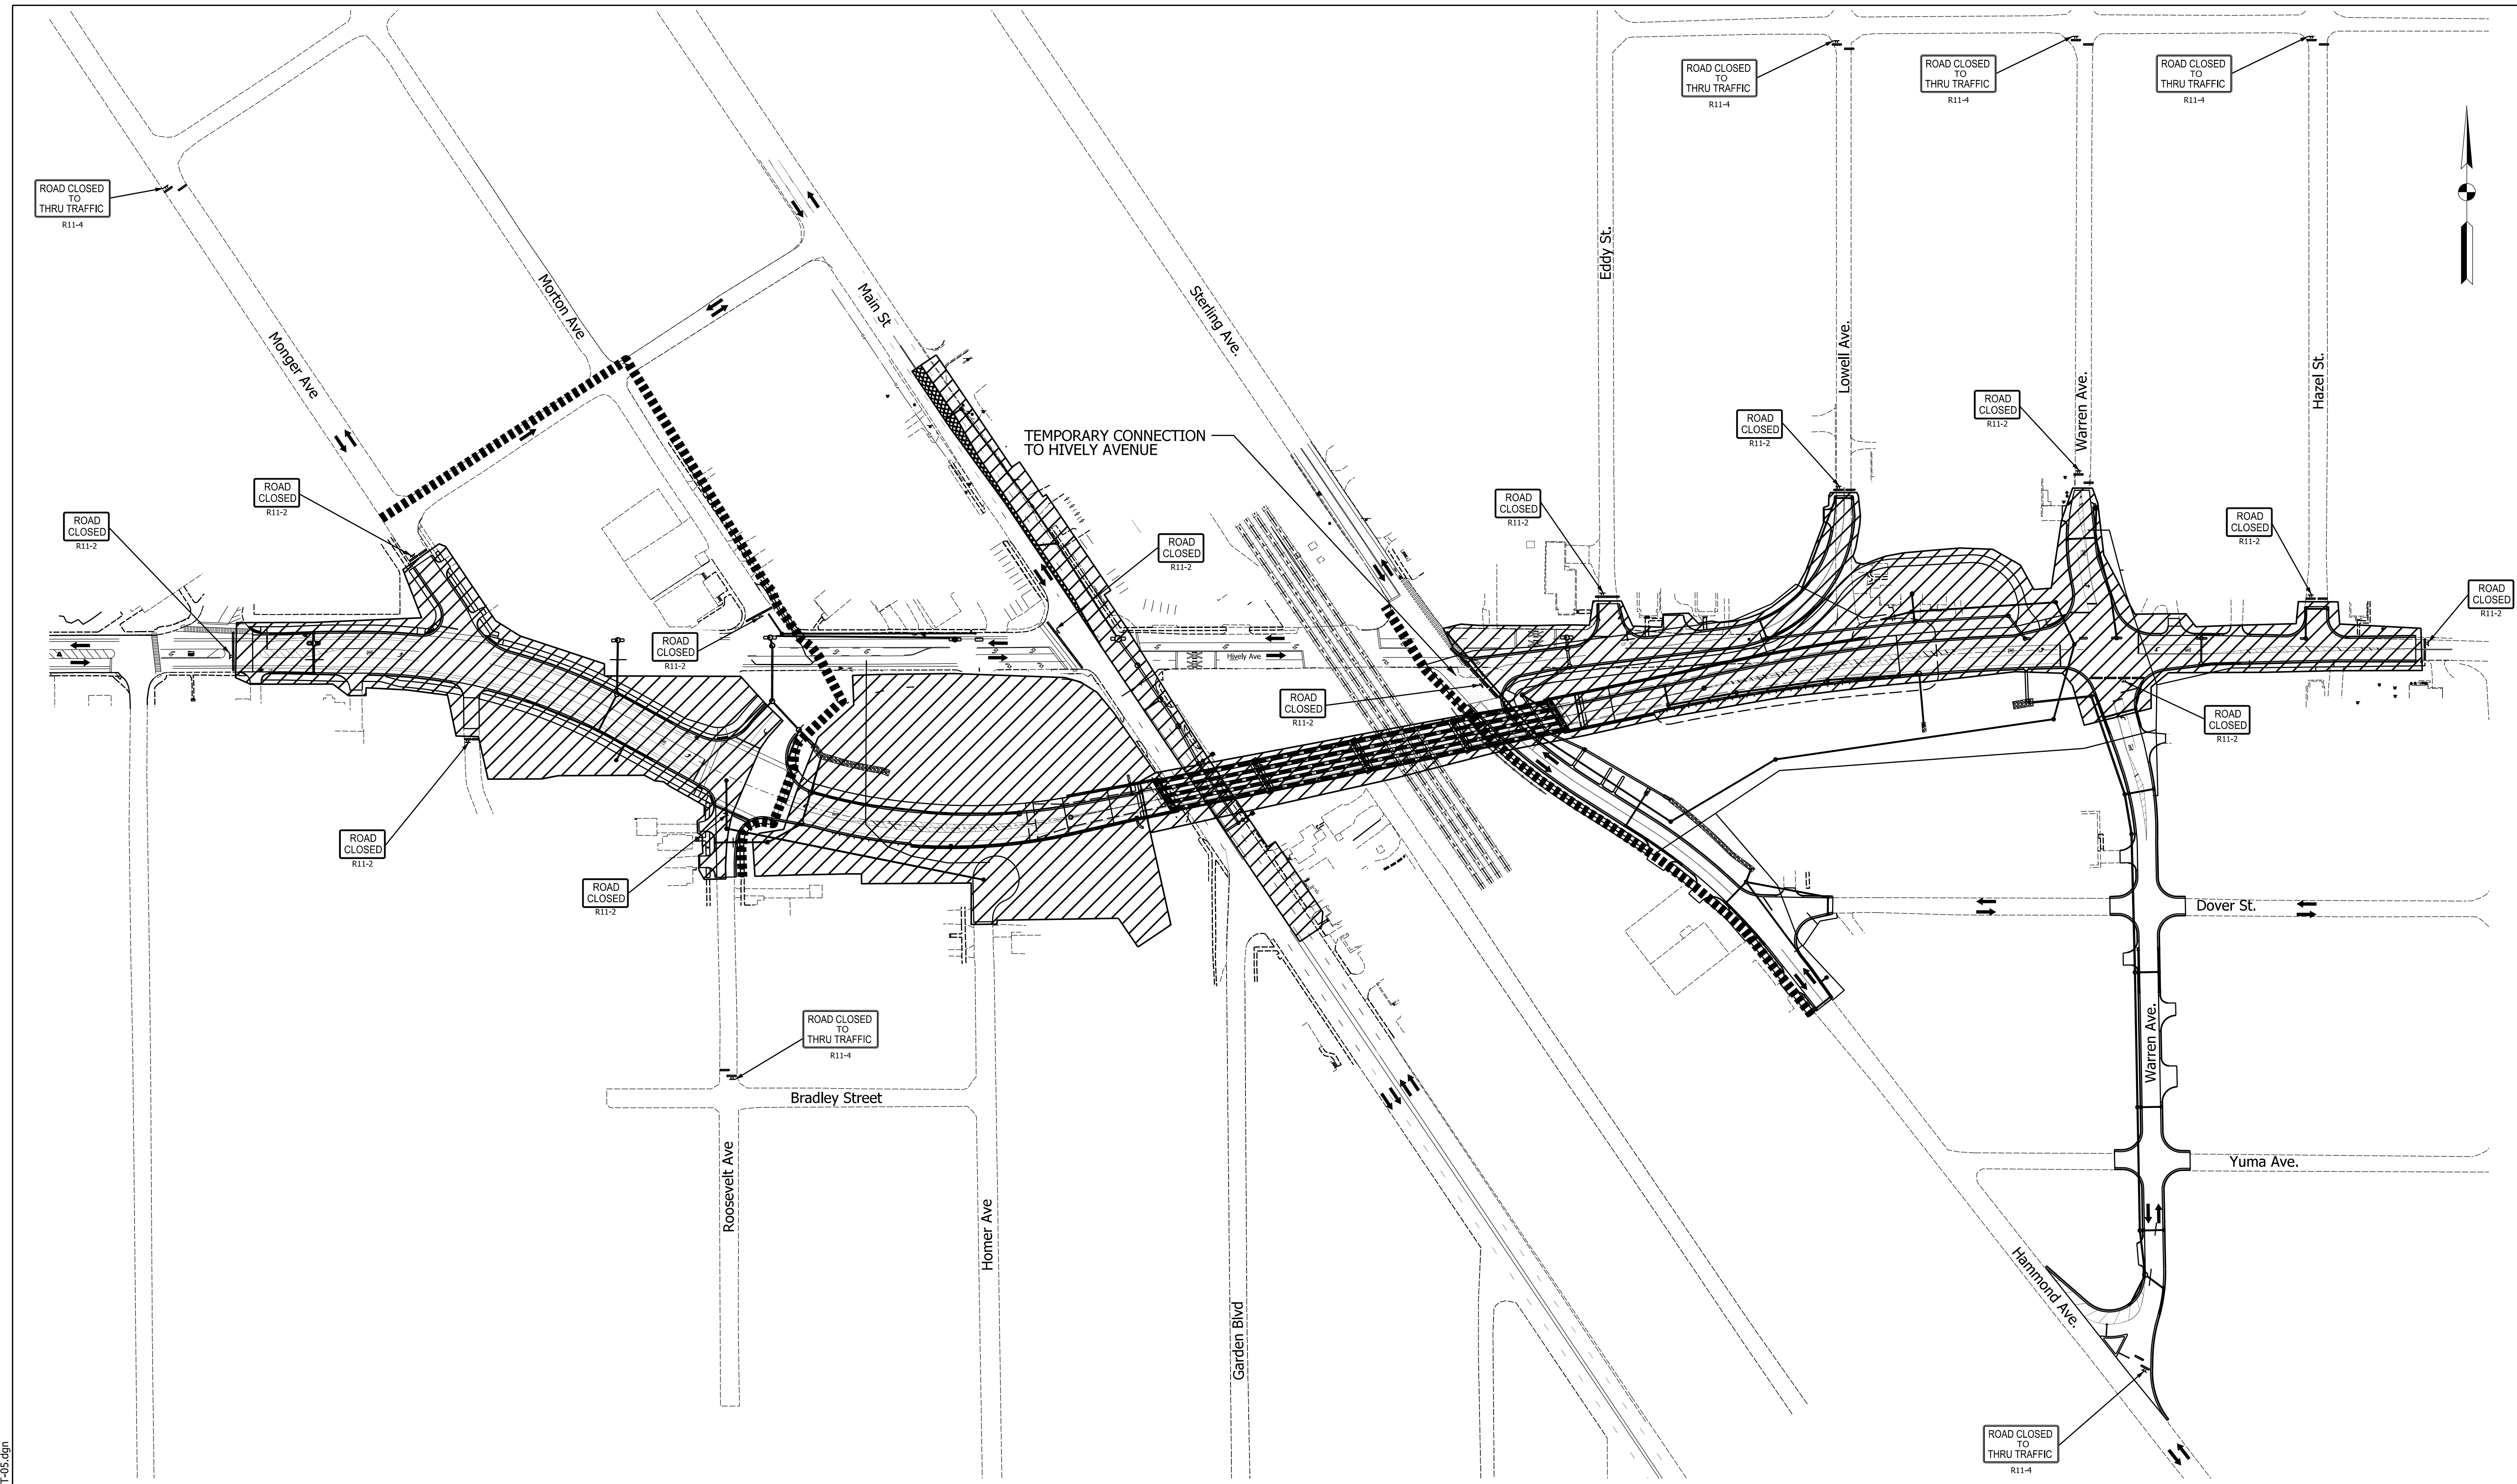 ROAD CLOSED
TO
THRU TRAFFIC
R11-4
ROAD CLOSED
TO
THRU TRAFFIC
R11-4
ROAD CLOSED
TO
THRU TRAFFIC
R11-4
ROAD CLOSED
TO
THRU TRAFFIC
R11-4
Monger Ave
Morton Ave
Main St
Sterling Ave.
Eddy St.
Lowell Ave.
Warren Ave.
Hazel St.
TEMPORARY CONNECTION
TO HIVELY AVENUE
ROAD
CLOSED
R11-2
ROAD
CLOSED
R11-2
ROAD
CLOSED
R11-2
ROAD
CLOSED
R11-2
ROAD
CLOSED
R11-2
ROAD
CLOSED
R11-2
ROAD
CLOSED
R11-2
ROAD
CLOSED
R11-2
ROAD
CLOSED
R11-2
ROAD
CLOSED
R11-2
Hively Ave
ROAD
CLOSED
R11-2
ROAD
CLOSED
R11-2
ROAD
CLOSED
R11-2
ROAD
CLOSED
R11-2
Dover St.
ROAD CLOSED
TO
THRU TRAFFIC
R11-4
Bradley Street
Roosevelt Ave
Homer Ave
Garden Blvd
Warren Ave.
Yuma Ave.
Hammond Ave.
ROAD CLOSED
TO
THRU TRAFFIC
R11-4
T-05.dgn